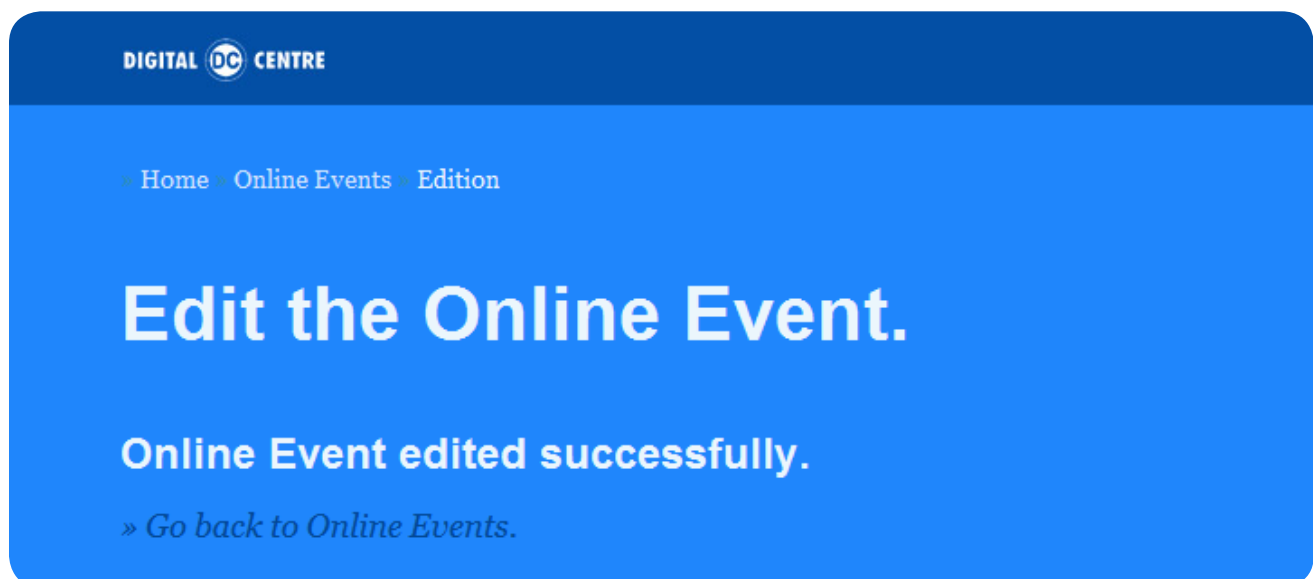 DIGITAL DC CENTRE
» Home » Online Events » Edition
Edit the Online Event.
Online Event edited successfully.
» Go back to Online Events.